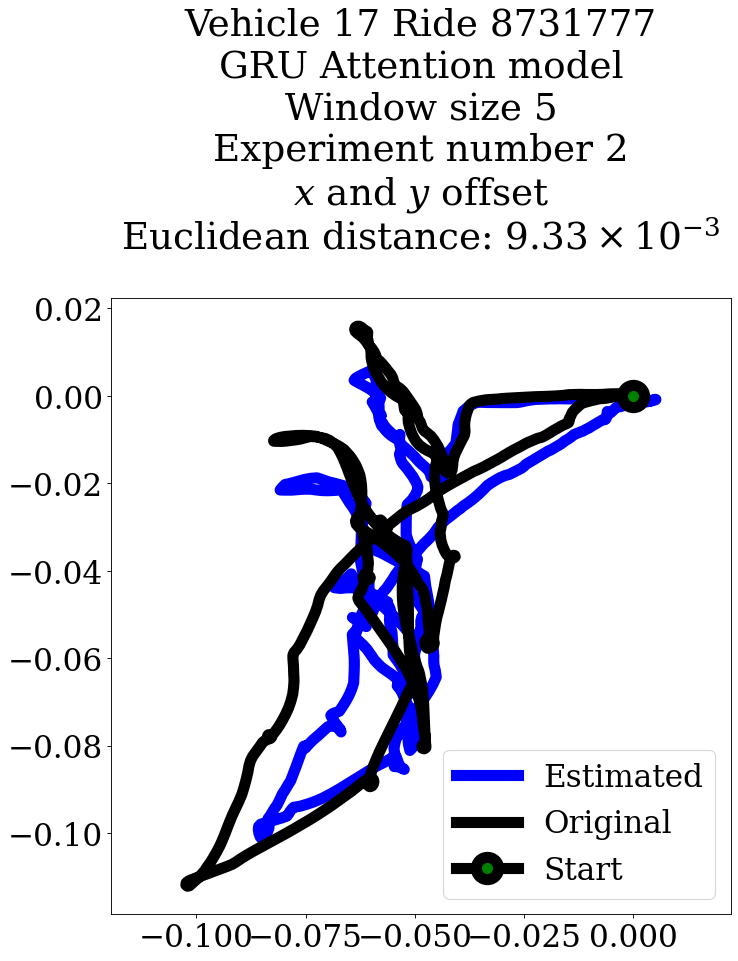 Vehicle 17 Ride 8731777
GRU Attention model
Window size 5
Experiment number 2
x and y offset
Euclidean distance: 9.33 × 10⁻³
0.02
0.00
−0.02
−0.04
−0.06
−0.08
−0.10
Estimated
Original
Start
−0.100 −0.075 −0.050 −0.025 0.000